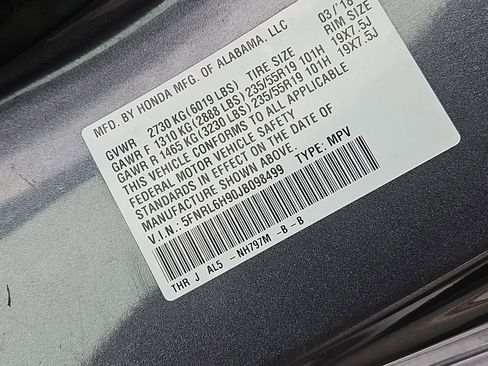 MFD. BY HONDA MFG. OF ALABAMA, LLC 03/'18
TIRE SIZE RIM SIZE
GVWR 2730 KG(6019 LBS)
GAWR F 1310 KG(2888 LBS) 235/55R19 101H 19X7.5J
GAWR R 1465 KG(3230 LBS) 235/55R19 101H 19X7.5J
THIS VEHICLE CONFORMS TO ALL APPLICABLE
FEDERAL MOTOR VEHICLE SAFETY
STANDARDS IN EFFECT ON THE DATE OF
MANUFACTURE SHOWN ABOVE.
V.I.N.: 5FNRL6H90JB098499 TYPE: MPV
THR J AL5 -NH797M -B-B